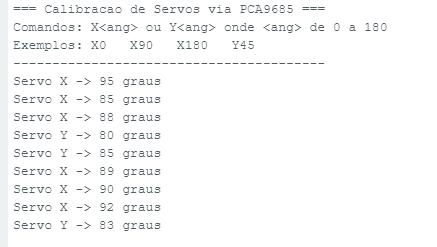 === Calibracao de Servos via PCA9685 ===
Comandos: X<ang> ou Y<ang> onde <ang> de 0 a 180
Exemplos: X0   X90   X180   Y45
----------------------------------------
Servo X -> 95 graus
Servo X -> 85 graus
Servo X -> 88 graus
Servo Y -> 80 graus
Servo Y -> 85 graus
Servo X -> 89 graus
Servo X -> 90 graus
Servo X -> 92 graus
Servo Y -> 83 graus